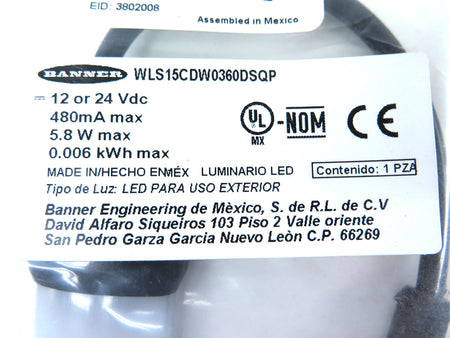 EID: 3802008
Assembled in Mexico
BANNER WLS15CDW0360DSQP
12 or 24 Vdc
480mA max
5.8 W max
0.006 kWh max
UL -NOM CE
MX
MADE IN/HECHO EN MÉX LUMINARIO LED Contenido: 1 PZA
Tipo de Luz: LED PARA USO EXTERIOR
Banner Engineering de Mèxico, S. de R.L. de C.V
David Alfaro Siqueiros 103 Piso 2 Valle oriente
San Pedro Garza Garcia Nuevo Leòn C.P. 66269